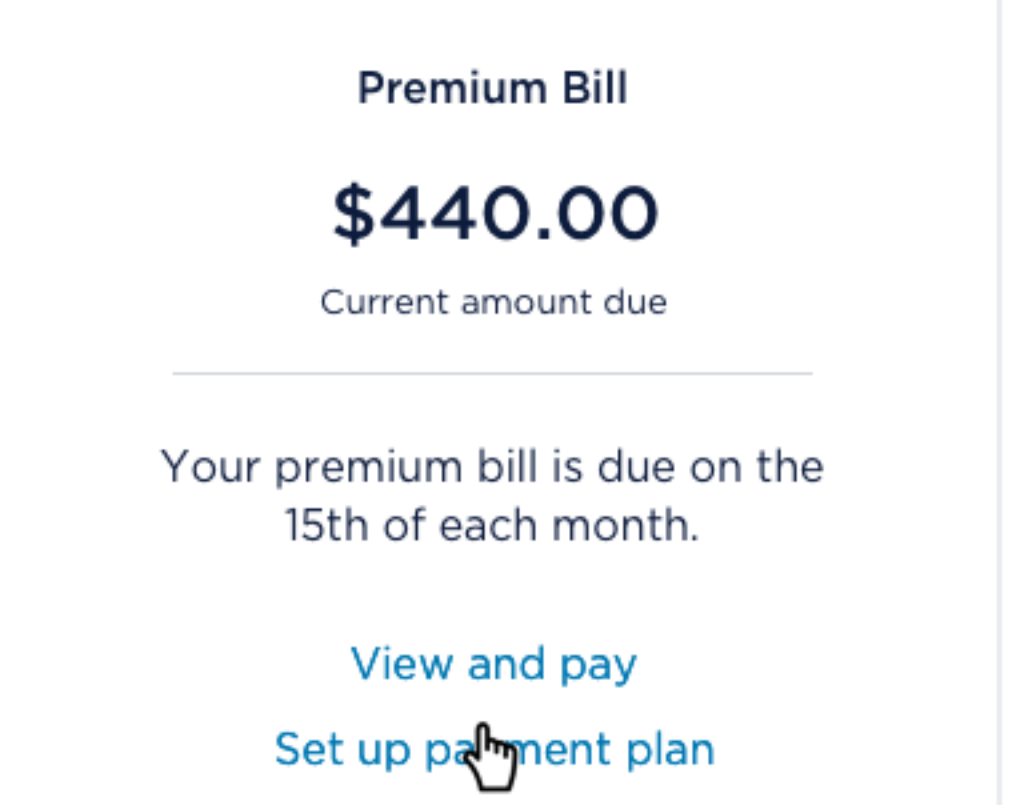 Premium Bill
$440.00
Current amount due
Your premium bill is due on the
15th of each month.
View and pay
Set up payment plan